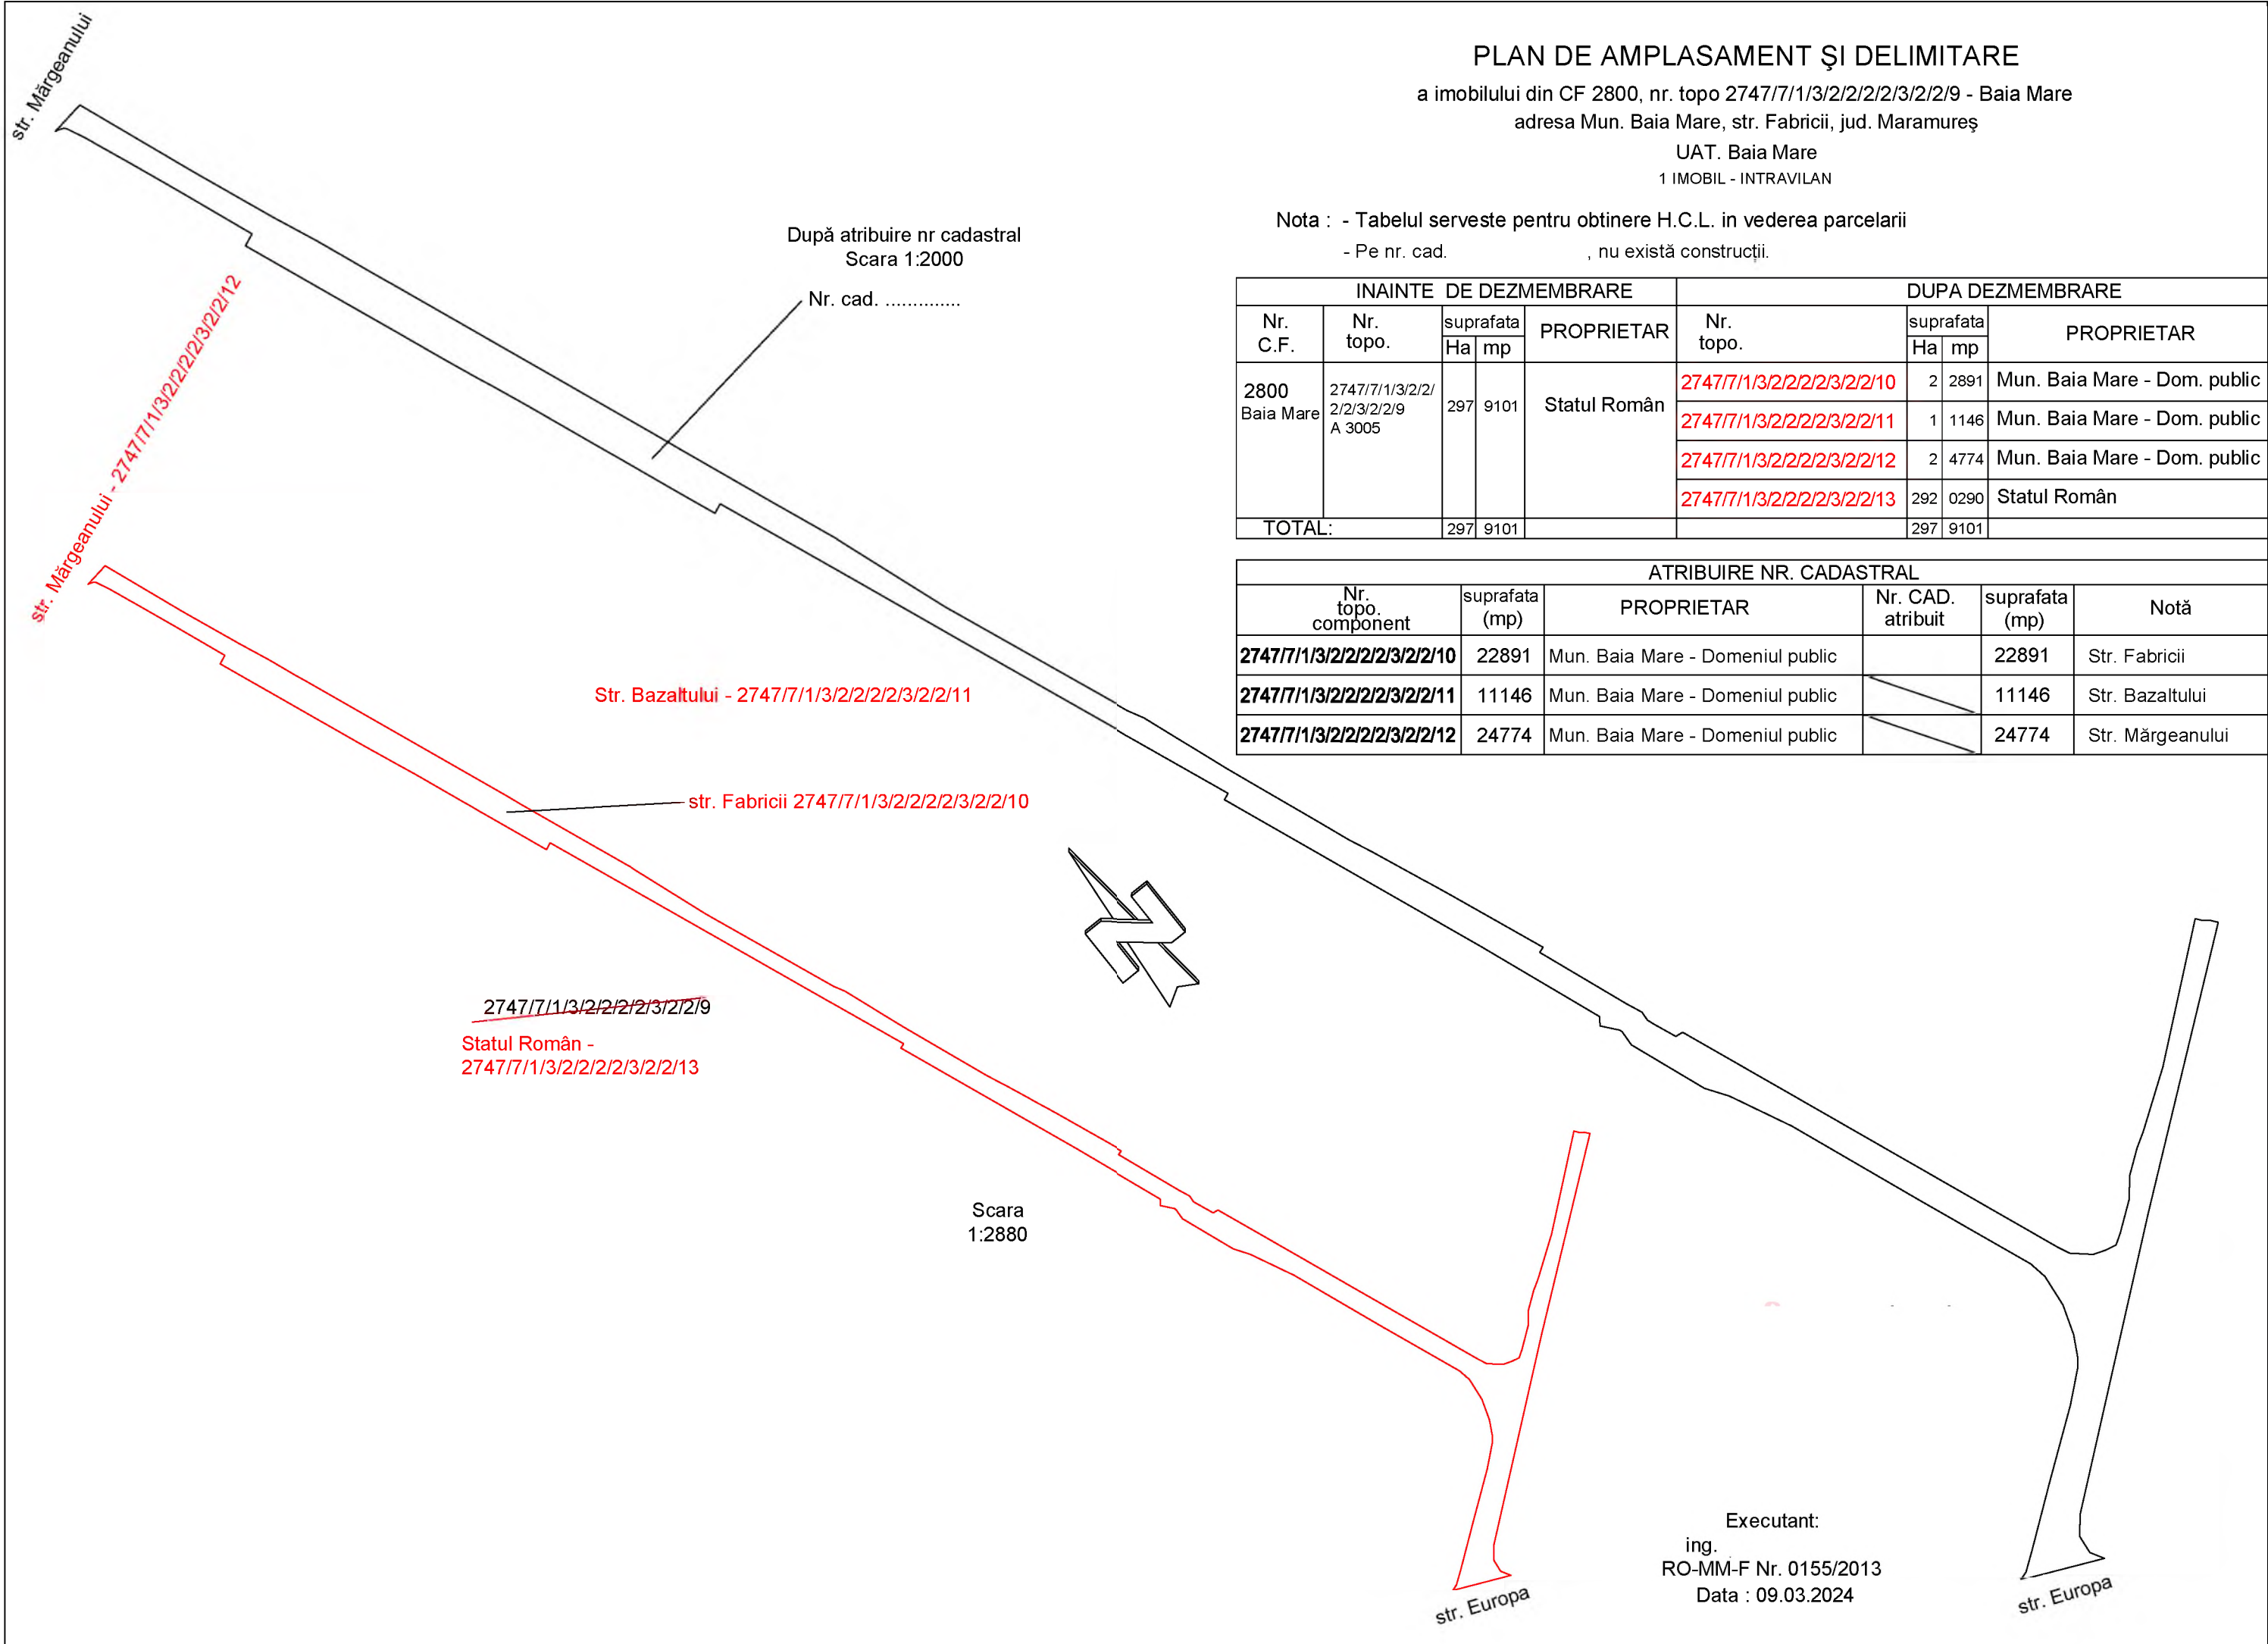 PLAN DE AMPLASAMENT ŞI DELIMITARE
a imobilului din CF 2800, nr. topo 2747/7/1/3/2/2/2/2/3/2/2/9 - Baia Mare
adresa Mun. Baia Mare, str. Fabricii, jud. Maramureş
UAT. Baia Mare
1 IMOBIL - INTRAVILAN
Nota : - Tabelul serveste pentru obtinere H.C.L. in vederea parcelarii
- Pe nr. cad. , nu există construcții.
INAINTE DE DEZMEMBRARE DUPA DEZMEMBRARE
Nr. C.F. Nr. topo. suprafata Ha mp PROPRIETAR Nr. topo. suprafata Ha mp PROPRIETAR
2800 Baia Mare 2747/7/1/3/2/2/ 2/2/3/2/2/9 A 3005 297 9101 Statul Român
2747/7/1/3/2/2/2/2/3/2/2/10 2 2891 Mun. Baia Mare - Dom. public
2747/7/1/3/2/2/2/2/3/2/2/11 1 1146 Mun. Baia Mare - Dom. public
2747/7/1/3/2/2/2/2/3/2/2/12 2 4774 Mun. Baia Mare - Dom. public
2747/7/1/3/2/2/2/2/3/2/2/13 292 0290 Statul Român
TOTAL: 297 9101 297 9101
ATRIBUIRE NR. CADASTRAL
Nr. topo. component suprafata (mp) PROPRIETAR Nr. CAD. atribuit suprafata (mp) Notă
2747/7/1/3/2/2/2/2/3/2/2/10 22891 Mun. Baia Mare - Domeniul public 22891 Str. Fabricii
2747/7/1/3/2/2/2/2/3/2/2/11 11146 Mun. Baia Mare - Domeniul public 11146 Str. Bazaltului
2747/7/1/3/2/2/2/2/3/2/2/12 24774 Mun. Baia Mare - Domeniul public 24774 Str. Mărgeanului
str. Mărgeanului
După atribuire nr cadastral
Scara 1:2000
Nr. cad. ..............
str. Mărgeanului - 2747/7/1/3/2/2/2/2/3/2/2/12
Str. Bazaltului - 2747/7/1/3/2/2/2/2/3/2/2/11
str. Fabricii 2747/7/1/3/2/2/2/2/3/2/2/10
2747/7/1/3/2/2/2/2/3/2/2/9
Statul Român -
2747/7/1/3/2/2/2/2/3/2/2/13
Scara
1:2880
Executant:
ing.
RO-MM-F Nr. 0155/2013
Data : 09.03.2024
str. Europa
str. Europa